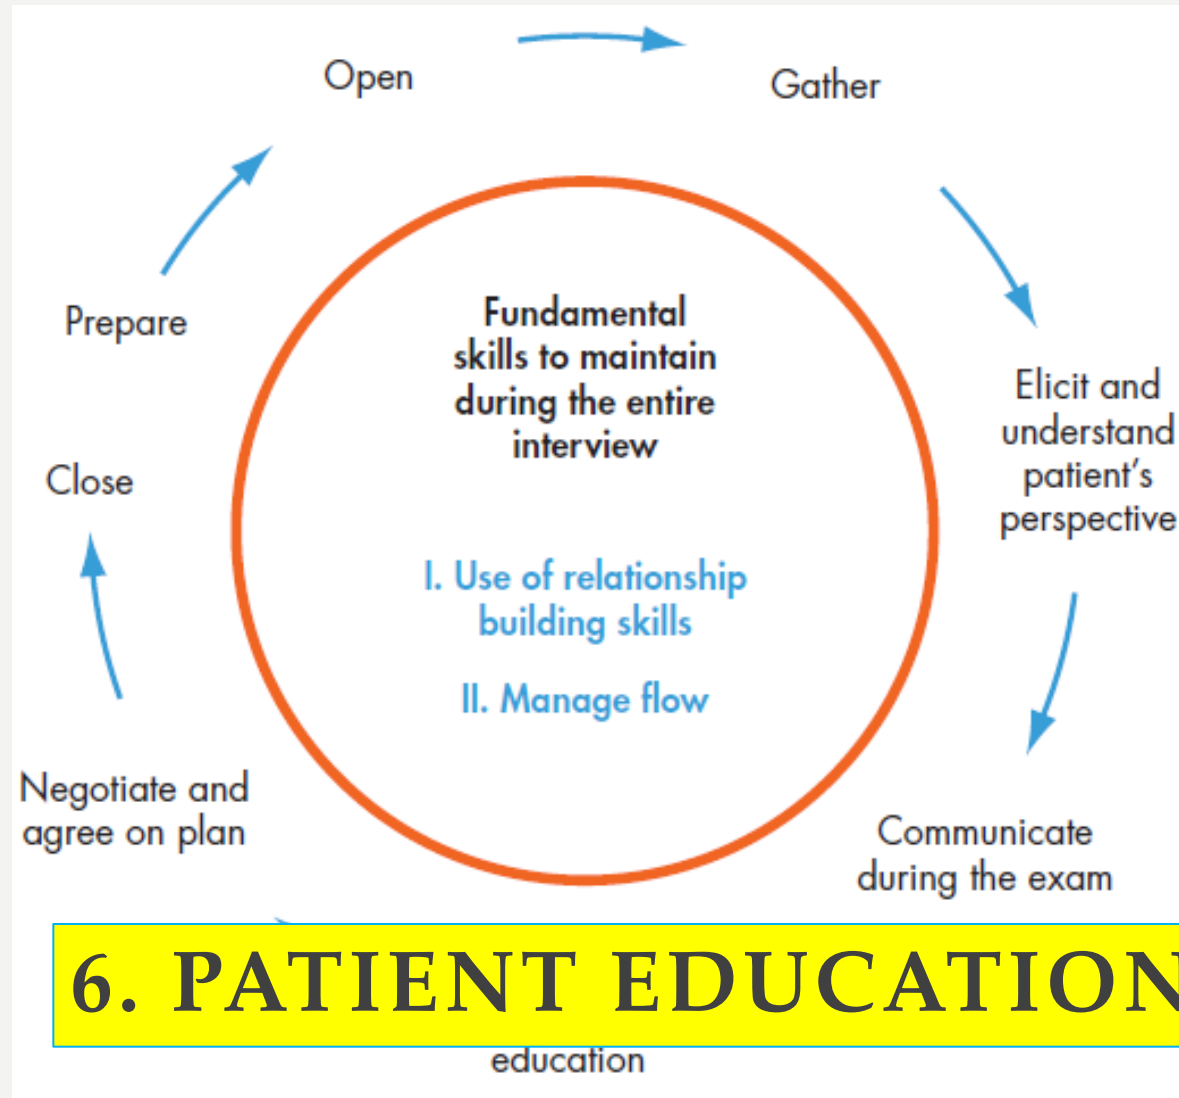 Open
Gather
Prepare
Fundamental
skills to maintain
during the entire
interview
Elicit and
understand
patient's
perspective
Close
I. Use of relationship
building skills
II. Manage flow
Negotiate and
agree on plan
Communicate
during the exam
6. PATIENT EDUCATION
education